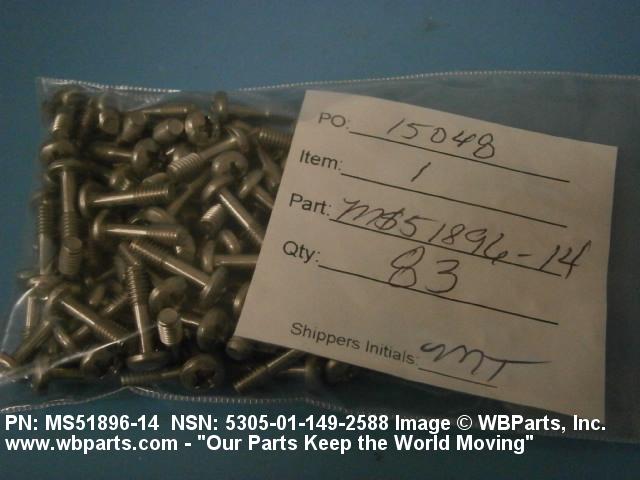 PO: 15048
Item: 1
Part: MS51896-14
Qty: 83
Shippers Initials:
PN: MS51896-14 NSN: 5305-01-149-2588 Image © WBParts, Inc.
www.wbparts.com - "Our Parts Keep the World Moving"